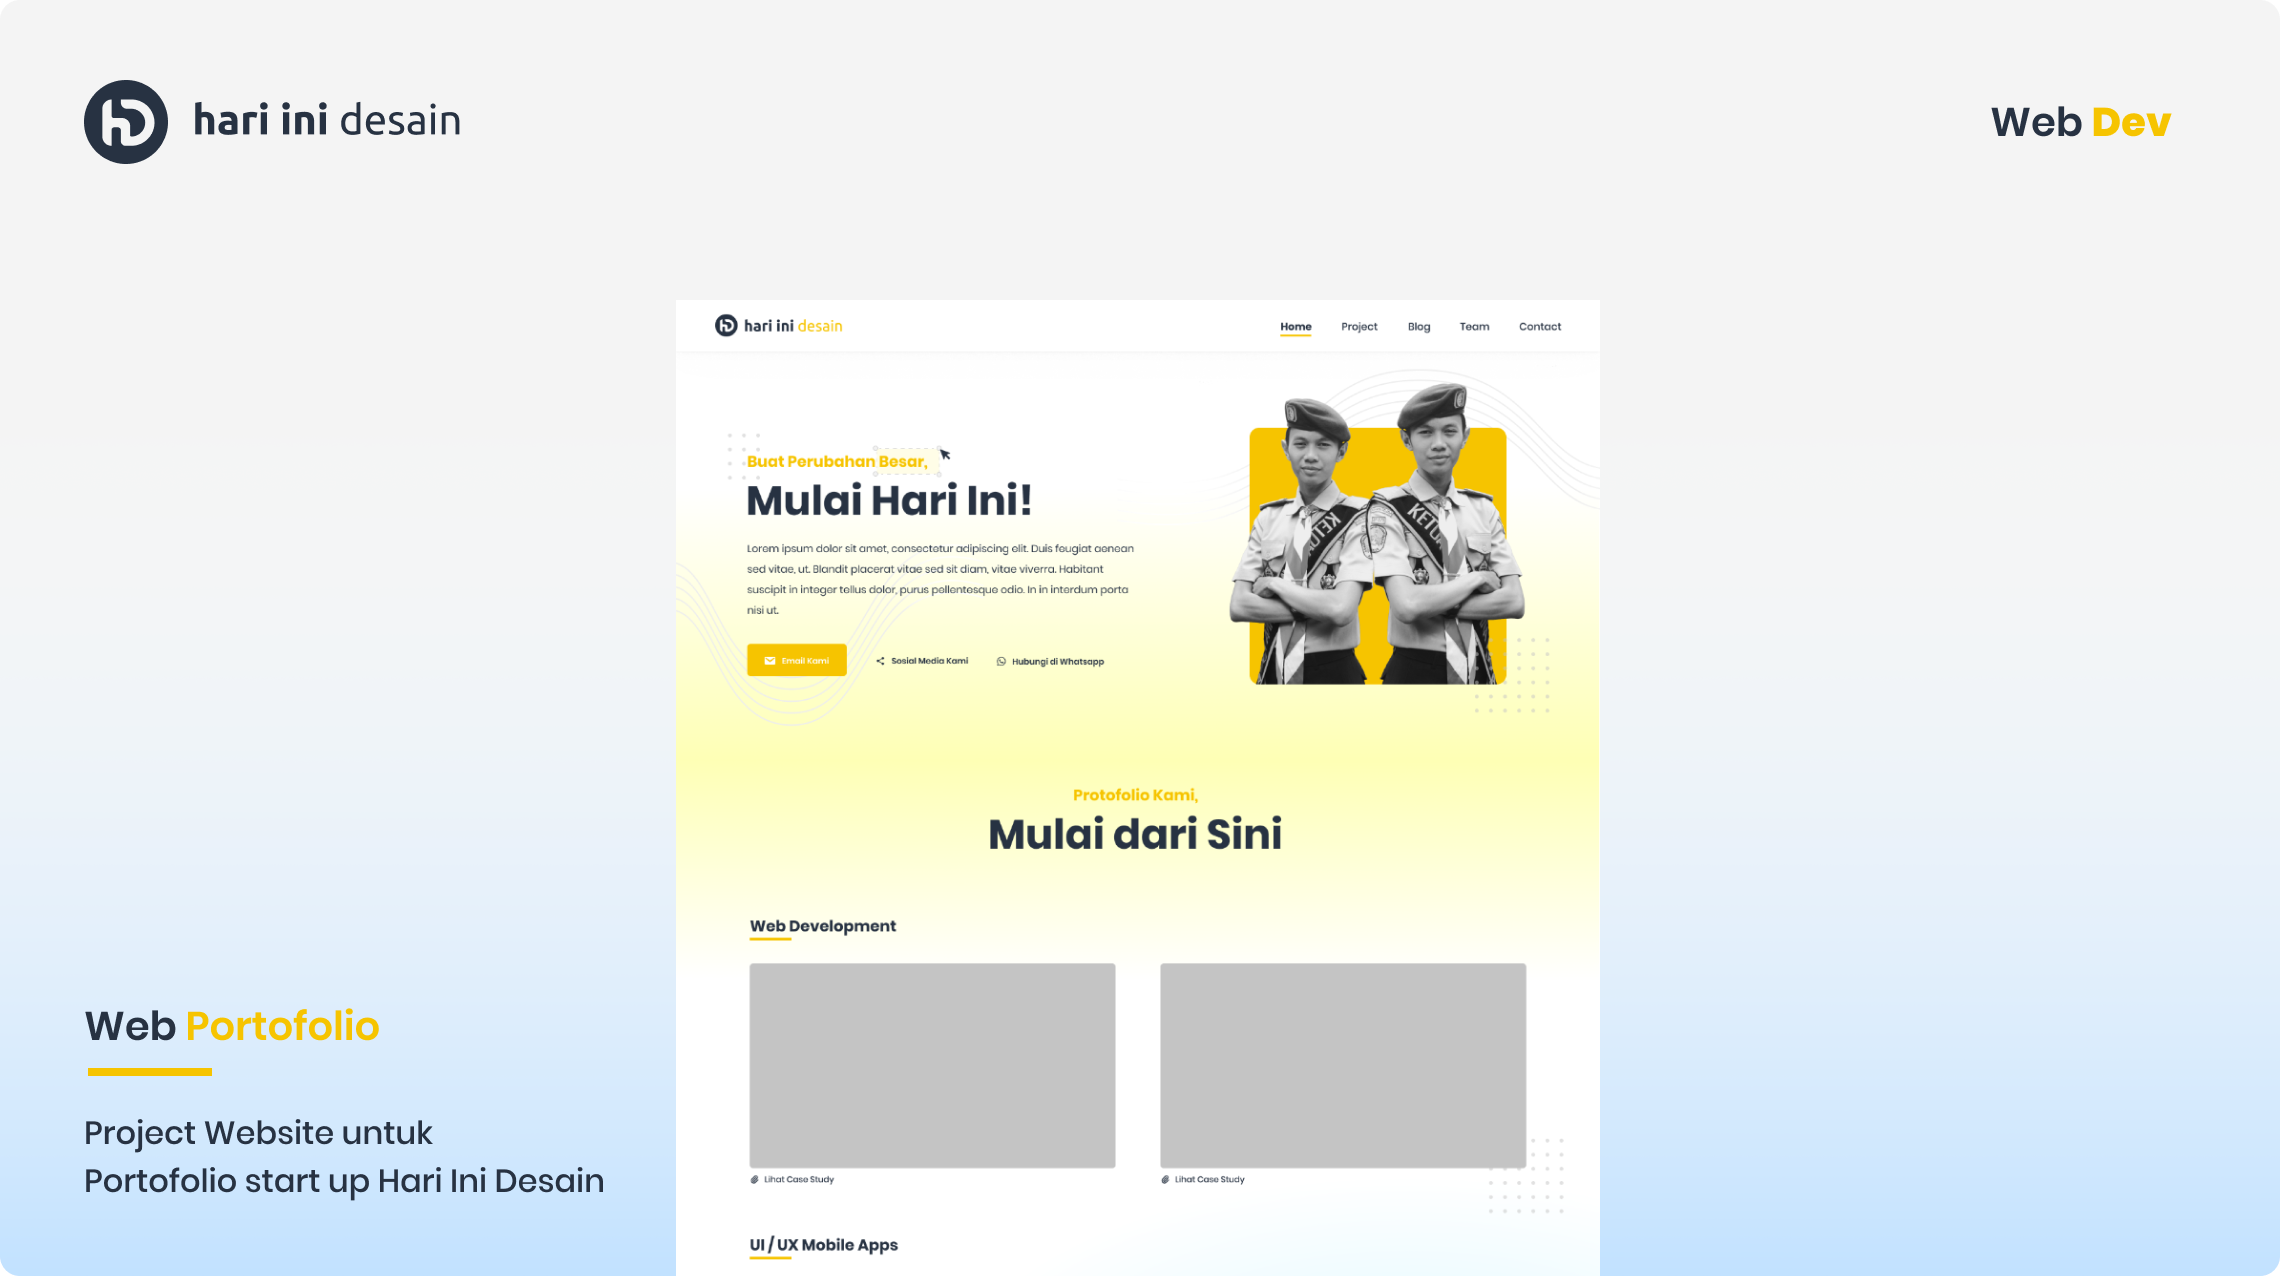 hari ini desain
Web Dev
hari ini desain
Home Project Blog Team Contact
Buat Perubahan Besar,
Mulai Hari Ini!
Lorem ipsum dolor sit amet, consectetur adipiscing elit. Duis feugiat aenean
sed vitae, ut. Blandit placerat vitae sed sit diam, vitae viverra. Habitant
suscipit in integer tellus dolor, purus pellentesque odio. In in interdum porta
nisi ut.
Email Kami Sosial Media Kami Hubungi di Whatsapp
Protofolio Kami,
Mulai dari Sini
Web Development
Lihat Case Study Lihat Case Study
UI / UX Mobile Apps
Web Portofolio
Project Website untuk
Portofolio start up Hari Ini Desain